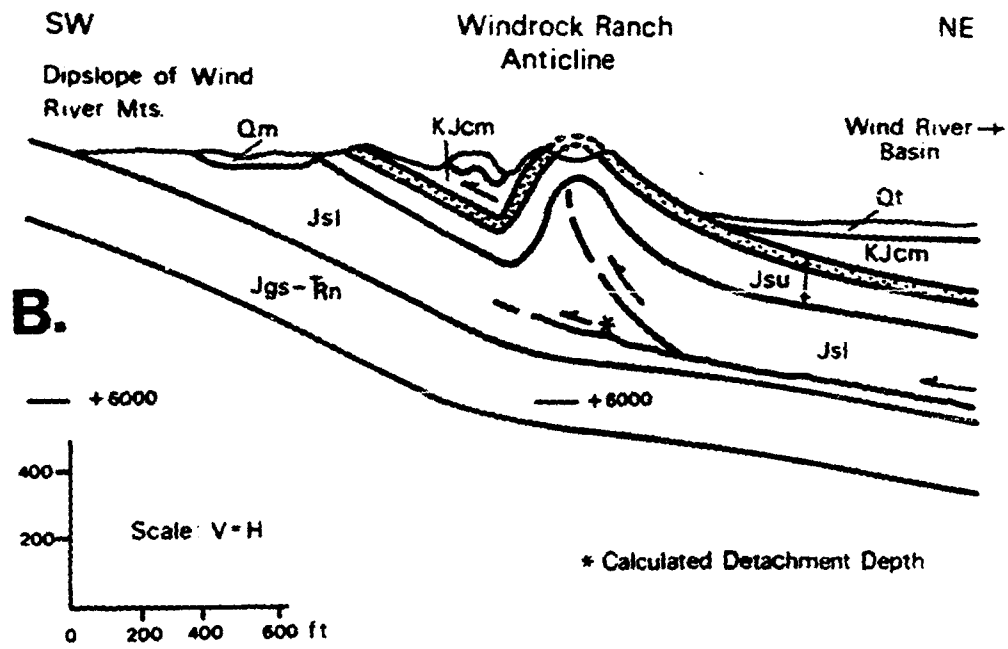 SW
Windrock Ranch
Anticline
NE
Dipslope of Wind
River Mts.
Qm
KJcm
Wind River →
Basin
Qt
KJcm
Jsl
Jsu
Jgs-T̅Rn
B.
Jsl
+6000
+6000
400
200
Scale: V=H
* Calculated Detachment Depth
0 200 400 600 ft